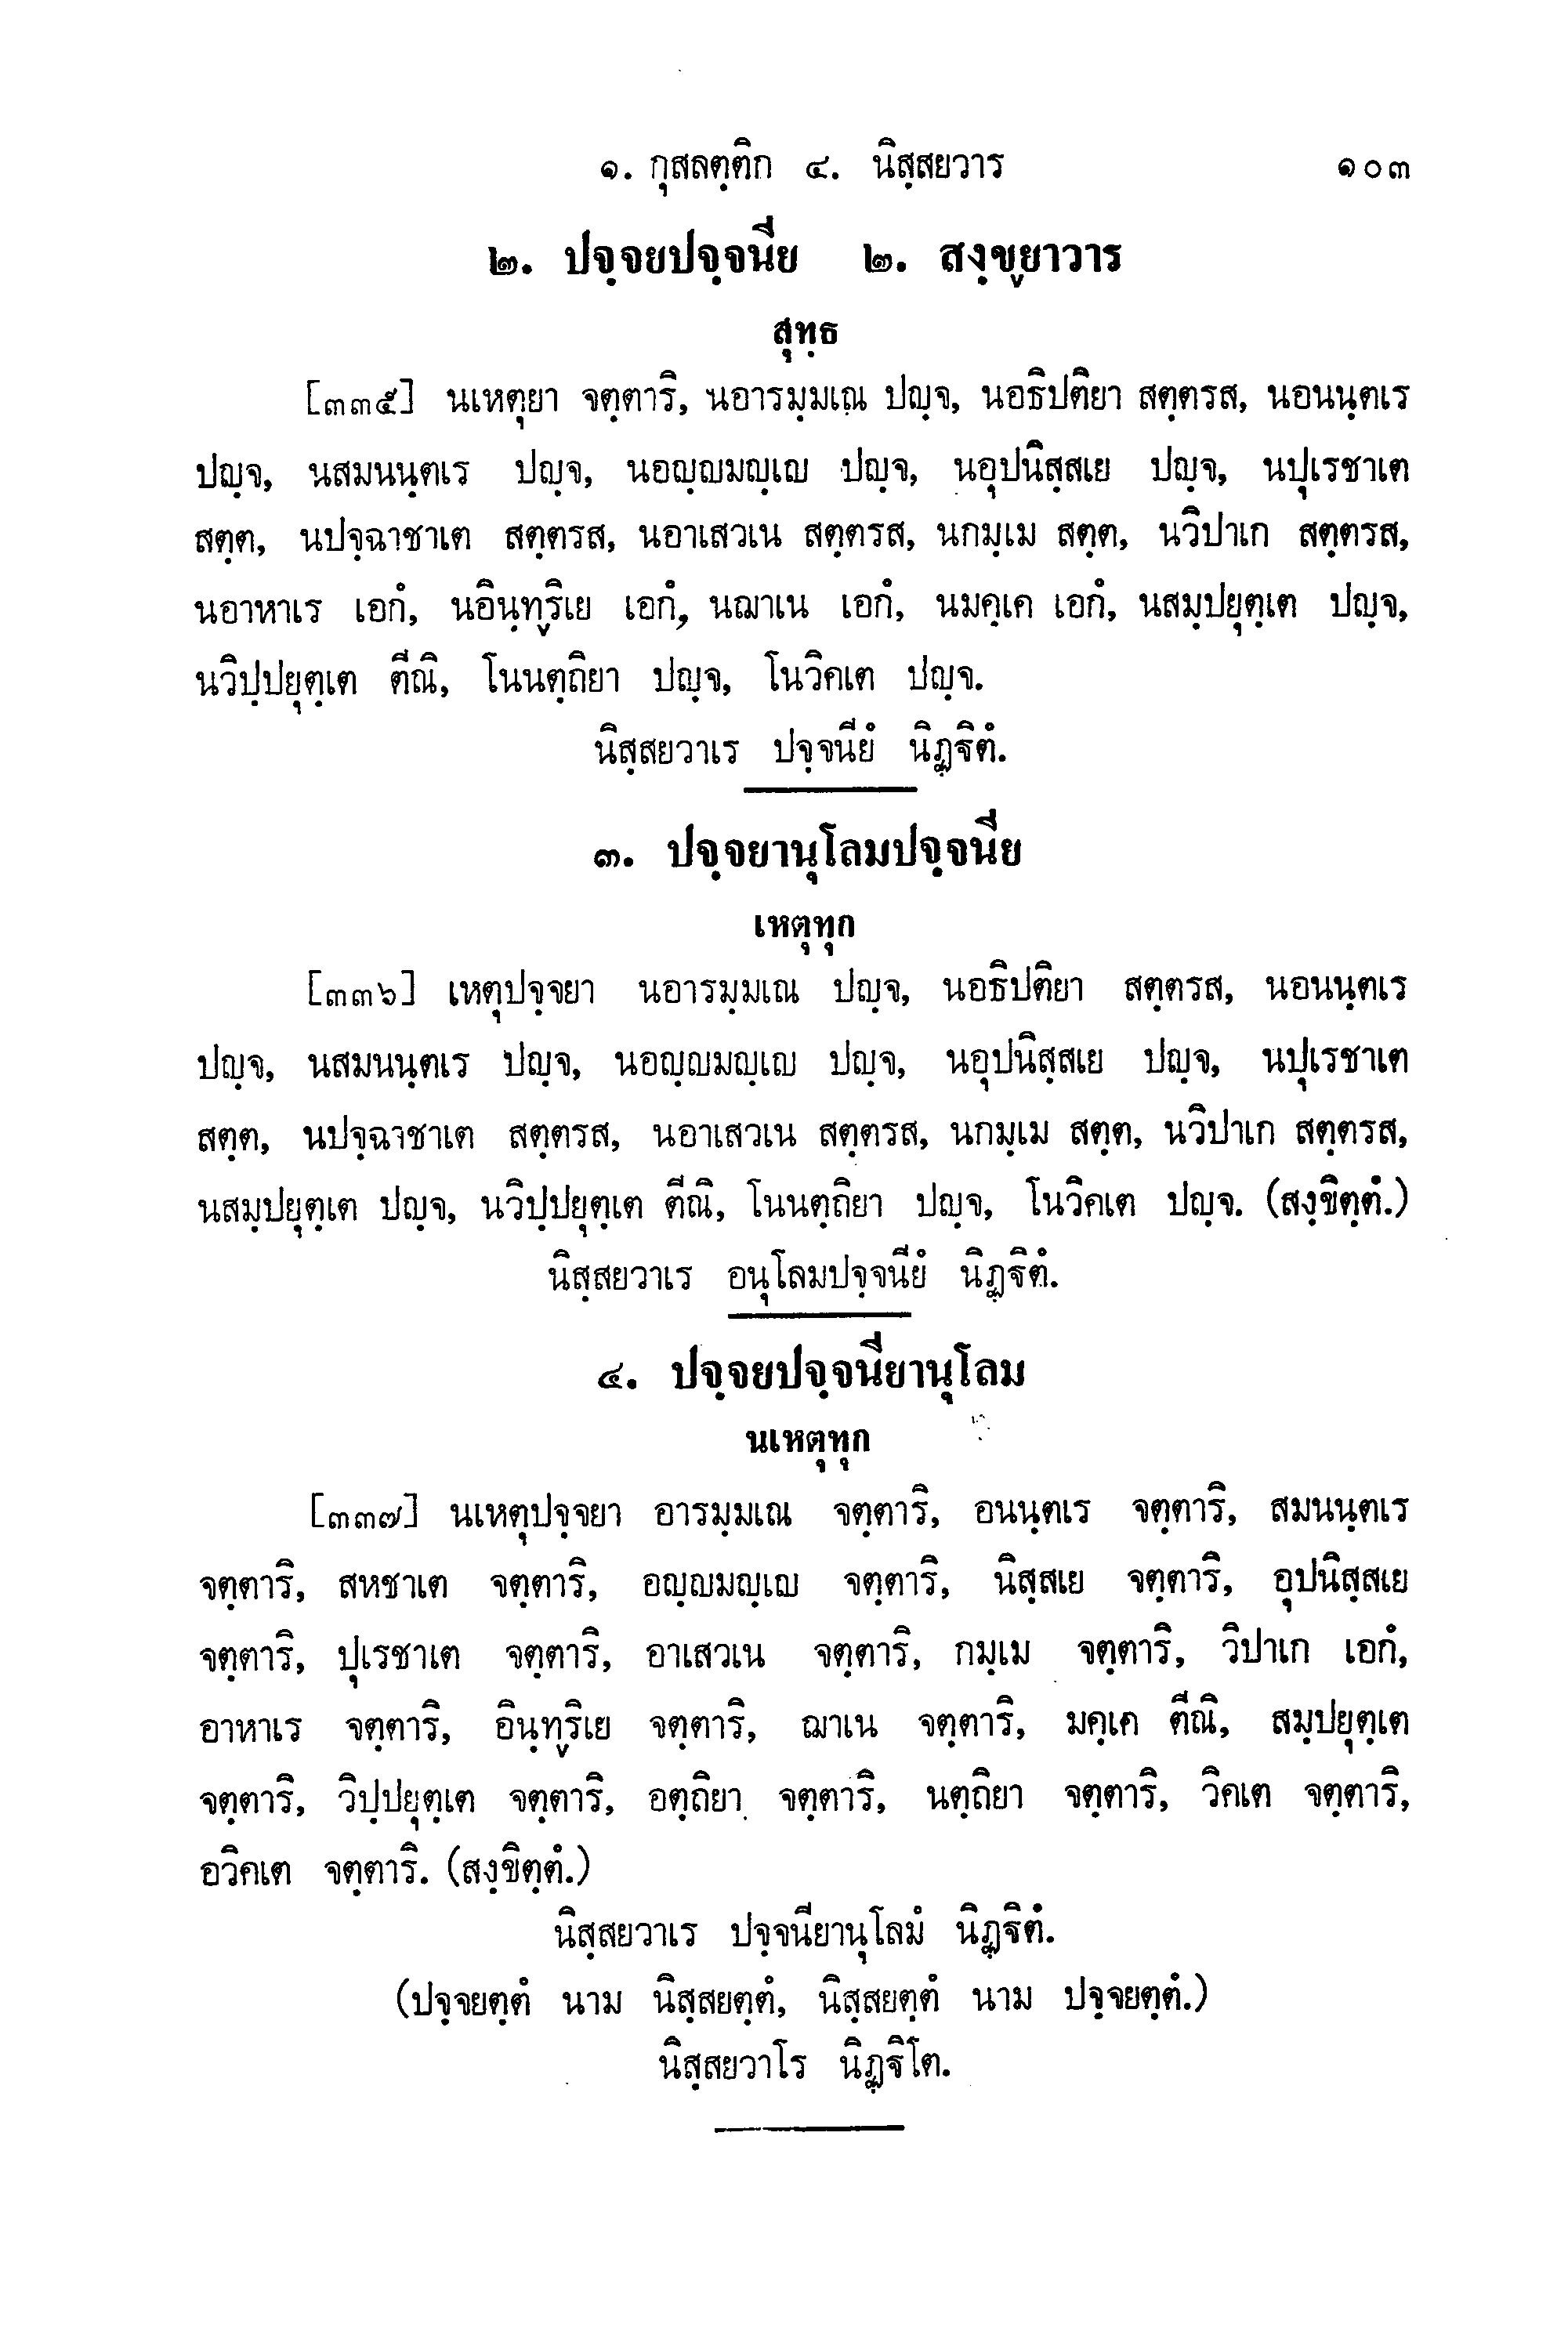 ๑. กุสลตฺติก ๔. นิสฺสยวาร ๑๐๓
๒. ปจฺจยปจฺจนีย ๒. สงฺขฺยาวาร
สุทฺธ
[๓๓๕] นเหตุยา จตฺตาริ, นอารมฺมเณ ปญฺจ, นอธิปติยา สตฺตรส, นอนนฺตเร
ปญฺจ, นสมนนฺตเร ปญฺจ, นอญฺญมญฺเญ ปญฺจ, นอุปนิสฺสเย ปญฺจ, นปุเรชาเต
สตฺต, นปจฺฉาชาเต สตฺตรส, นอาเสวเน สตฺตรส, นกมฺเม สตฺต, นวิปาเก สตฺตรส,
นอาหาเร เอกํ, นอินฺทฺริเย เอกํ, นฌาเน เอกํ, นมคฺเค เอกํ, นสมฺปยุตฺเต ปญฺจ,
นวิปฺปยุตฺเต ตีณิ, โนนตฺถิยา ปญฺจ, โนวิคเต ปญฺจ.
นิสฺสยวาเร ปจฺจนียํ นิฏฺฐิตํ.
๓. ปจฺจยานุโลมปจฺจนีย
เหตุทุก
[๓๓๖] เหตุปจฺจยา นอารมฺมเณ ปญฺจ, นอธิปติยา สตฺตรส, นอนนฺตเร
ปญฺจ, นสมนนฺตเร ปญฺจ, นอญฺญมญฺเญ ปญฺจ, นอุปนิสฺสเย ปญฺจ, นปุเรชาเต
สตฺต, นปจฺฉาชาเต สตฺตรส, นอาเสวเน สตฺตรส, นกมฺเม สตฺต, นวิปาเก สตฺตรส,
นสมฺปยุตฺเต ปญฺจ, นวิปฺปยุตฺเต ตีณิ, โนนตฺถิยา ปญฺจ, โนวิคเต ปญฺจ. (สงฺขิตฺตํ.)
นิสฺสยวาเร อนุโลมปจฺจนียํ นิฏฺฐิตํ.
๔. ปจฺจยปจฺจนียานุโลม
นเหตุทุก
[๓๓๗] นเหตุปจฺจยา อารมฺมเณ จตฺตาริ, อนนฺตเร จตฺตาริ, สมนนฺตเร
จตฺตาริ, สหชาเต จตฺตาริ, อญฺญมญฺเญ จตฺตาริ, นิสฺสเย จตฺตาริ, อุปนิสฺสเย
จตฺตาริ, ปุเรชาเต จตฺตาริ, อาเสวเน จตฺตาริ, กมฺเม จตฺตาริ, วิปาเก เอกํ,
อาหาเร จตฺตาริ, อินฺทฺริเย จตฺตาริ, ฌาเน จตฺตาริ, มคฺเค ตีณิ, สมฺปยุตฺเต
จตฺตาริ, วิปฺปยุตฺเต จตฺตาริ, อตฺถิยา จตฺตาริ, นตฺถิยา จตฺตาริ, วิคเต จตฺตาริ,
อวิคเต จตฺตาริ. (สงฺขิตฺตํ.)
นิสฺสยวาเร ปจฺจนียานุโลมํ นิฏฺฐิตํ.
(ปจฺจยตฺตํ นาม นิสฺสยตฺตํ, นิสฺสยตฺตํ นาม ปจฺจยตฺตํ.)
นิสฺสยวาโร นิฏฺฐิโต.